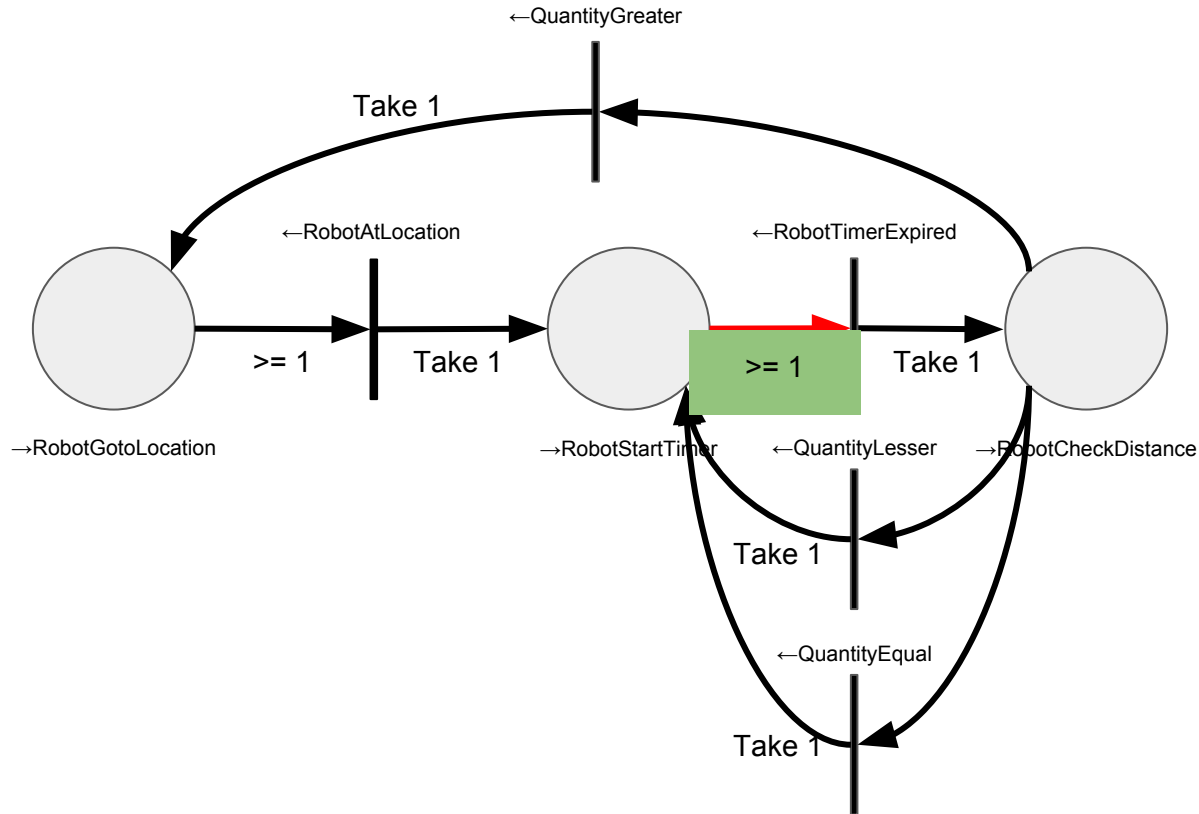 ←QuantityGreater
Take 1
←RobotAtLocation
←RobotTimerExpired
>= 1
Take 1
>= 1
Take 1
→RobotGotoLocation
→RobotStartTimer
←QuantityLesser
→RobotCheckDistance
Take 1
←QuantityEqual
Take 1